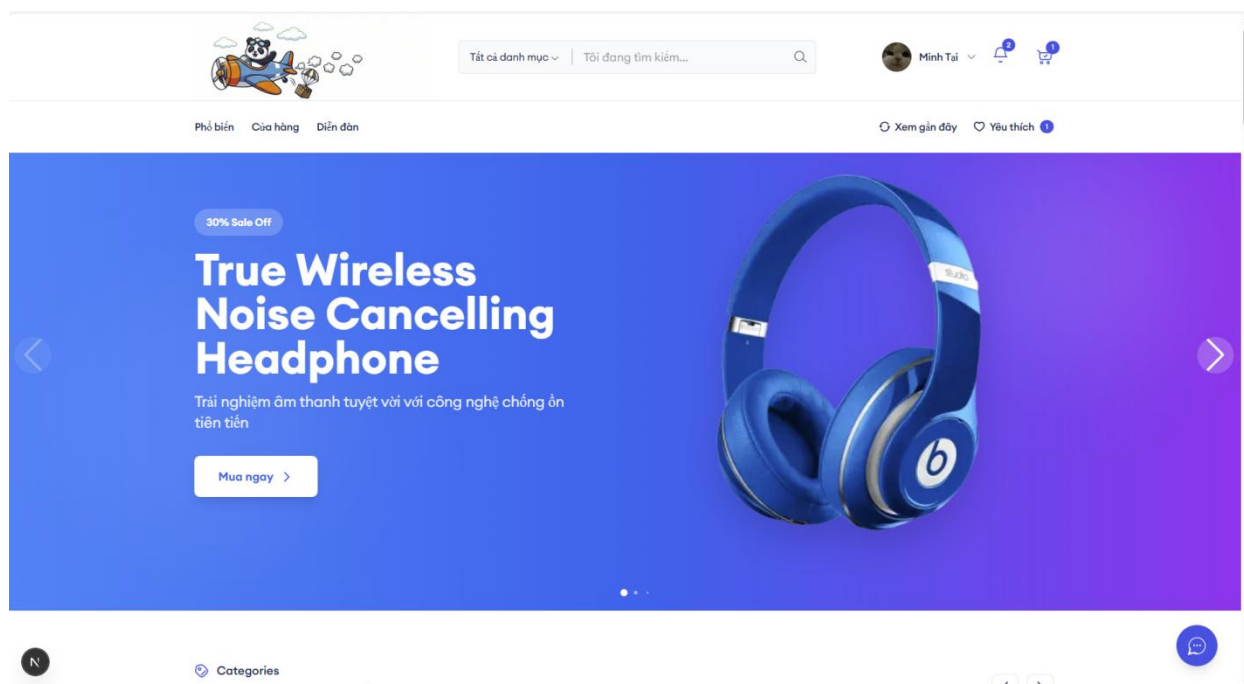 Tất cả danh mục
Tôi đang tìm kiếm...
Minh Tại
2
1
Phổ biến
Cửa hàng
Diễn đàn
Xem gần đây
Yêu thích
1
30% Sale Off
True Wireless
Noise Cancelling
Headphone
Trải nghiệm âm thanh tuyệt vời với công nghệ chống ồn
tiên tiến
Mua ngay
studio
b
N
Categories